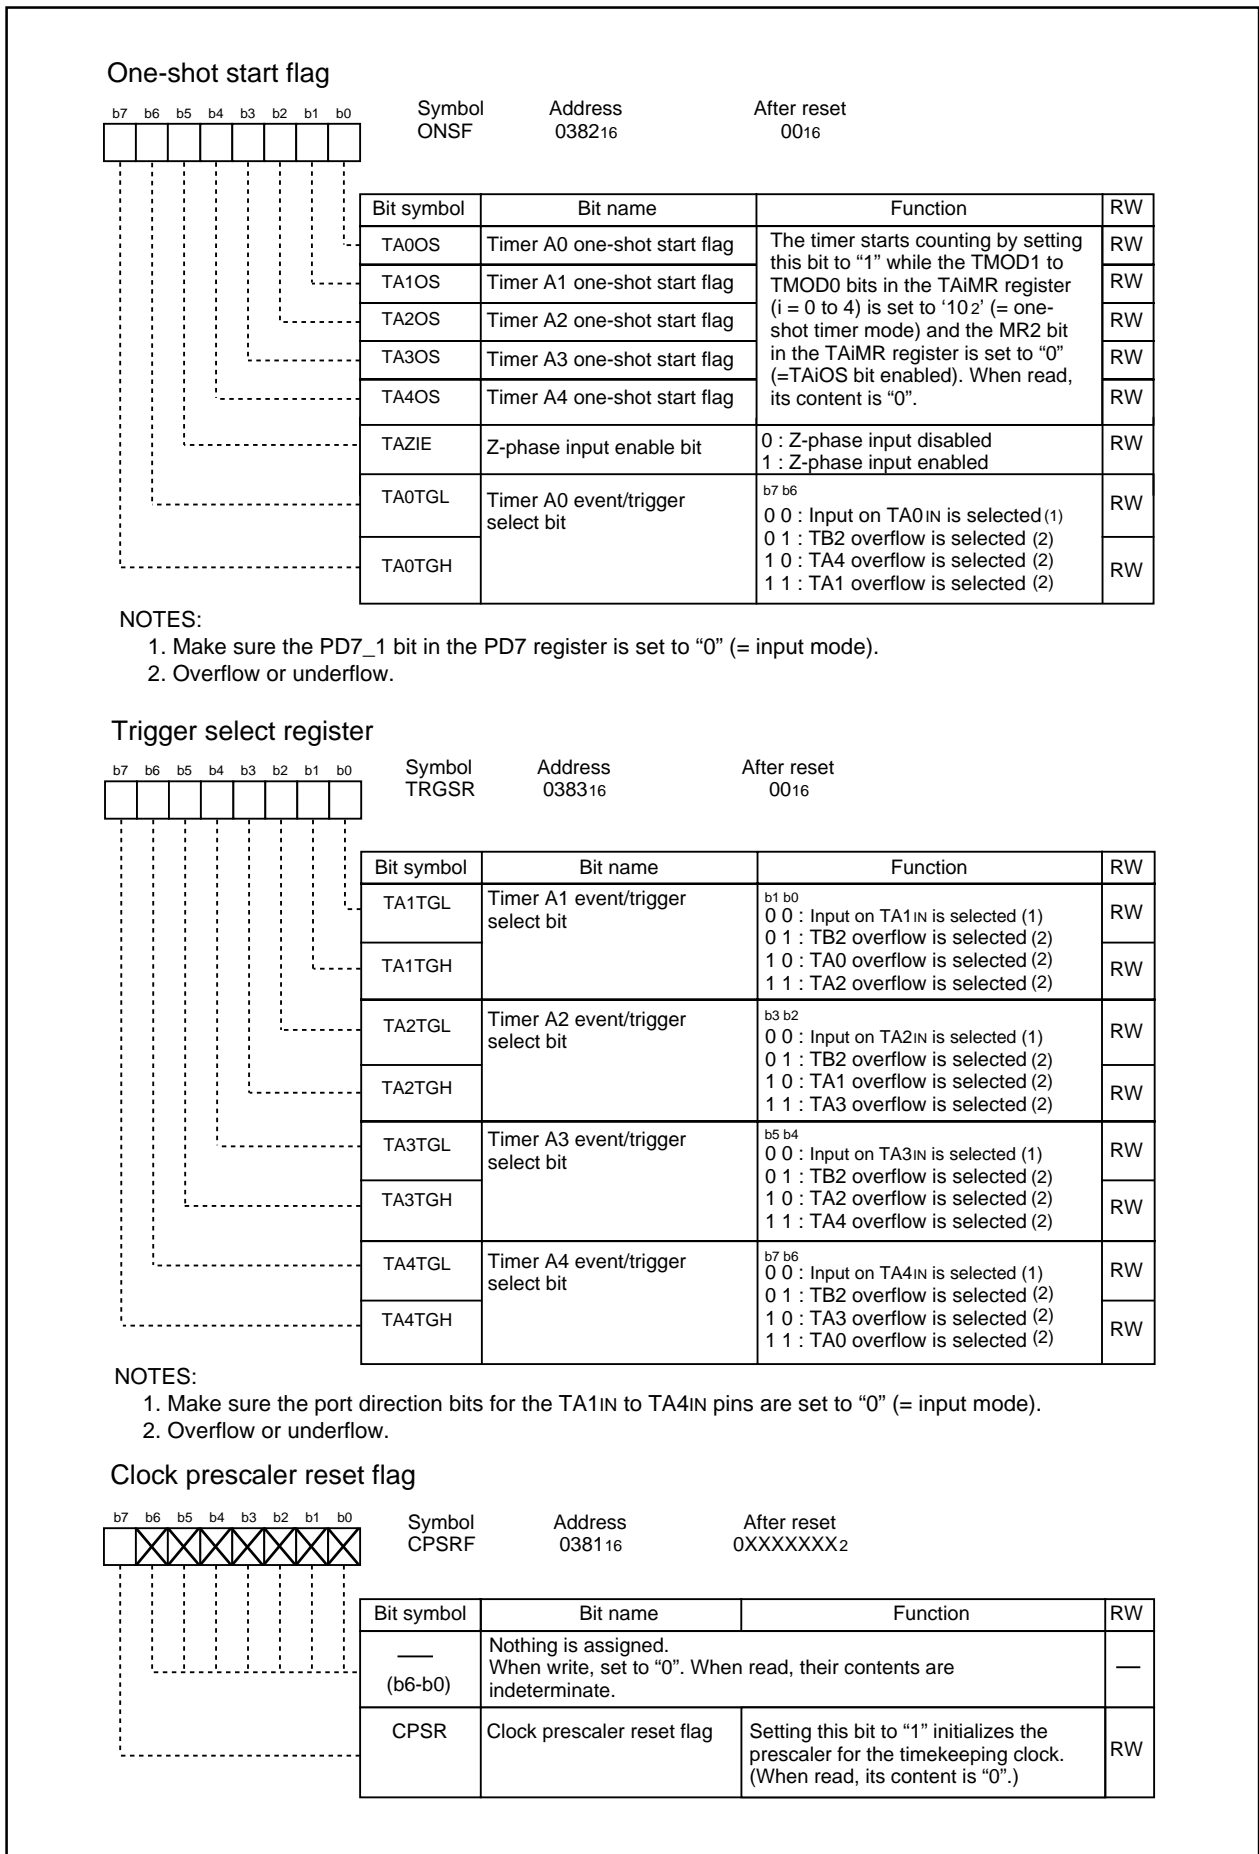 One-shot start flag
b7 b6 b5 b4 b3 b2 b1 b0
Symbol Address After reset
ONSF 038216 0016
Bit symbol Bit name Function RW
TA0OS Timer A0 one-shot start flag RW
TA1OS Timer A1 one-shot start flag RW
TA2OS Timer A2 one-shot start flag RW
TA3OS Timer A3 one-shot start flag RW
TA4OS Timer A4 one-shot start flag RW
The timer starts counting by setting
this bit to “1” while the TMOD1 to
TMOD0 bits in the TAiMR register
(i = 0 to 4) is set to ‘102’ (= one-
shot timer mode) and the MR2 bit
in the TAiMR register is set to “0”
(=TAiOS bit enabled). When read,
its content is “0”.
TAZIE Z-phase input enable bit RW
0 : Z-phase input disabled
1 : Z-phase input enabled
TA0TGL Timer A0 event/trigger RW
select bit
TA0TGH RW
b7 b6
0 0 : Input on TA0IN is selected (1)
0 1 : TB2 overflow is selected (2)
1 0 : TA4 overflow is selected (2)
1 1 : TA1 overflow is selected (2)
NOTES:
1. Make sure the PD7_1 bit in the PD7 register is set to “0” (= input mode).
2. Overflow or underflow.
Trigger select register
b7 b6 b5 b4 b3 b2 b1 b0
Symbol Address After reset
TRGSR 038316 0016
Bit symbol Bit name Function RW
TA1TGL Timer A1 event/trigger RW
select bit
TA1TGH RW
b1 b0
0 0 : Input on TA1IN is selected (1)
0 1 : TB2 overflow is selected (2)
1 0 : TA0 overflow is selected (2)
1 1 : TA2 overflow is selected (2)
TA2TGL Timer A2 event/trigger RW
select bit
TA2TGH RW
b3 b2
0 0 : Input on TA2IN is selected (1)
0 1 : TB2 overflow is selected (2)
1 0 : TA1 overflow is selected (2)
1 1 : TA3 overflow is selected (2)
TA3TGL Timer A3 event/trigger RW
select bit
TA3TGH RW
b5 b4
0 0 : Input on TA3IN is selected (1)
0 1 : TB2 overflow is selected (2)
1 0 : TA2 overflow is selected (2)
1 1 : TA4 overflow is selected (2)
TA4TGL Timer A4 event/trigger RW
select bit
TA4TGH RW
b7 b6
0 0 : Input on TA4IN is selected (1)
0 1 : TB2 overflow is selected (2)
1 0 : TA3 overflow is selected (2)
1 1 : TA0 overflow is selected (2)
NOTES:
1. Make sure the port direction bits for the TA1IN to TA4IN pins are set to “0” (= input mode).
2. Overflow or underflow.
Clock prescaler reset flag
b7 b6 b5 b4 b3 b2 b1 b0
Symbol Address After reset
CPSRF 038116 0XXXXXXX2
Bit symbol Bit name Function RW
— (b6-b0) —
Nothing is assigned.
When write, set to “0”. When read, their contents are
indeterminate.
CPSR Clock prescaler reset flag RW
Setting this bit to “1” initializes the
prescaler for the timekeeping clock.
(When read, its content is “0”.)